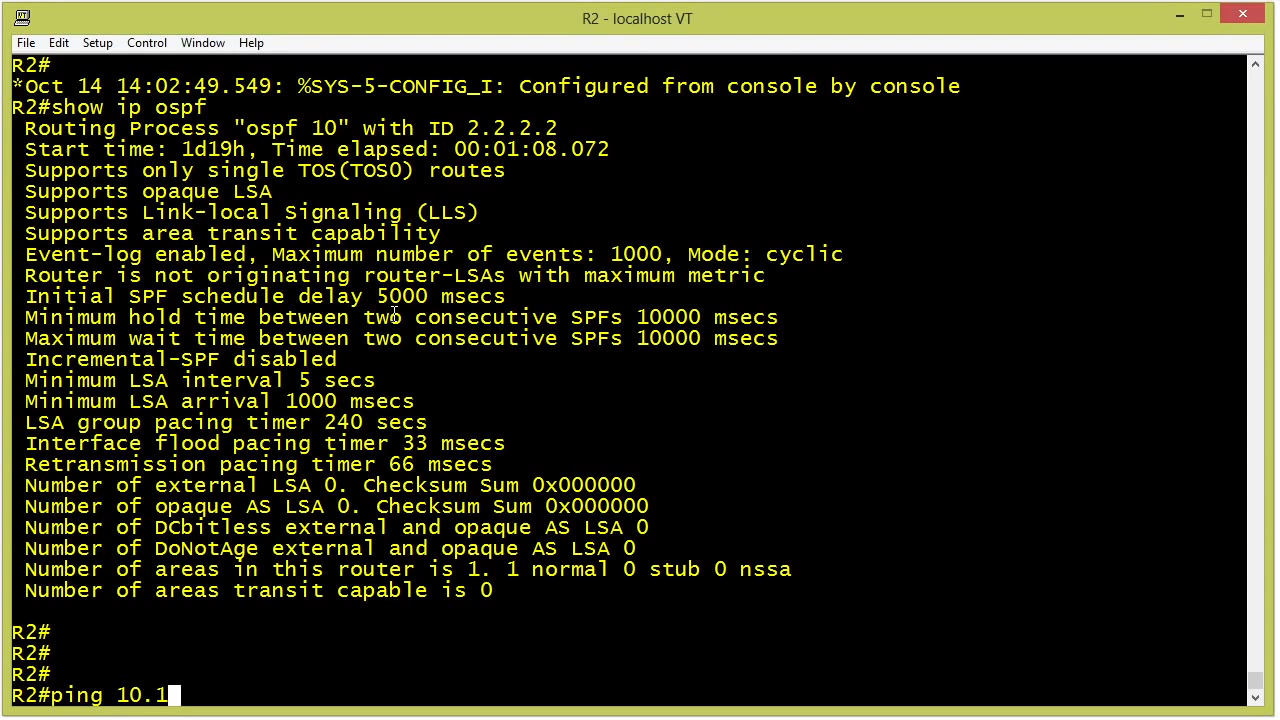 R2 - localhost VT
File Edit Setup Control Window Help
R2#
*Oct 14 14:02:49.549: %SYS-5-CONFIG_I: Configured from console by console
R2#show ip ospf
Routing Process "ospf 10" with ID 2.2.2.2
Start time: 1d19h, Time elapsed: 00:01:08.072
Supports only single TOS(TOS0) routes
Supports opaque LSA
Supports Link-local Signaling (LLS)
Supports area transit capability
Event-log enabled, Maximum number of events: 1000, Mode: cyclic
Router is not originating router-LSAs with maximum metric
Initial SPF schedule delay 5000 msecs
Minimum hold time between two consecutive SPFs 10000 msecs
Maximum wait time between two consecutive SPFs 10000 msecs
Incremental-SPF disabled
Minimum LSA interval 5 secs
Minimum LSA arrival 1000 msecs
LSA group pacing timer 240 secs
Interface flood pacing timer 33 msecs
Retransmission pacing timer 66 msecs
Number of external LSA 0. Checksum Sum 0x000000
Number of opaque AS LSA 0. Checksum Sum 0x000000
Number of DCbitless external and opaque AS LSA 0
Number of DoNotAge external and opaque AS LSA 0
Number of areas in this router is 1. 1 normal 0 stub 0 nssa
Number of areas transit capable is 0
R2#
R2#
R2#
R2#ping 10.1